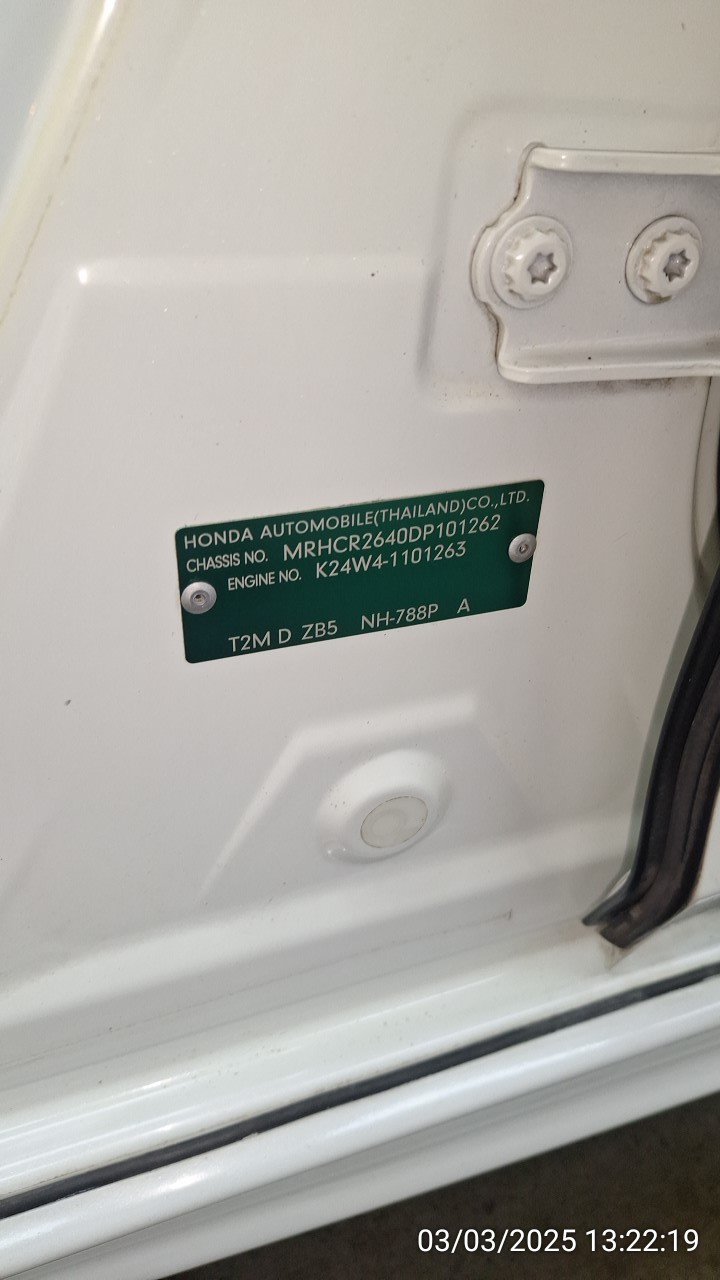 HONDA AUTOMOBILE(THAILAND)CO.,LTD.
CHASSIS NO. MRHCR2640DP101262
ENGINE NO. K24W4-1101263
T2M D ZB5 NH-788P A
03/03/2025 13:22:19